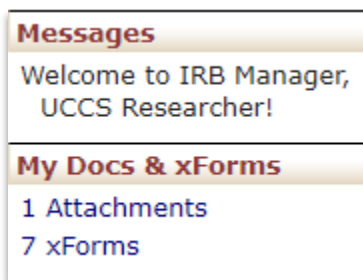 Messages
Welcome to IRB Manager,
UCCS Researcher!
My Docs & xForms
1 Attachments
7 xForms